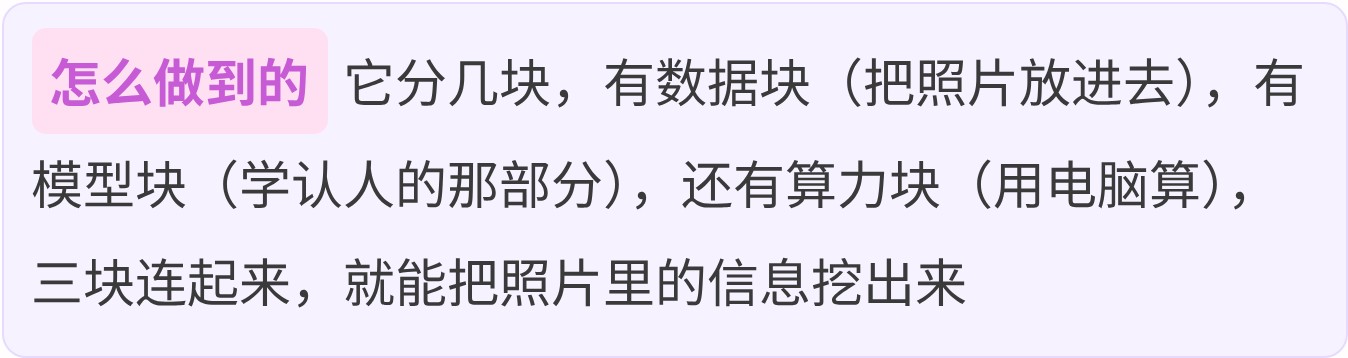 怎么做到的 它分几块，有数据块（把照片放进去），有
模型块（学认人的那部分），还有算力块（用电脑算），
三块连起来，就能把照片里的信息挖出来